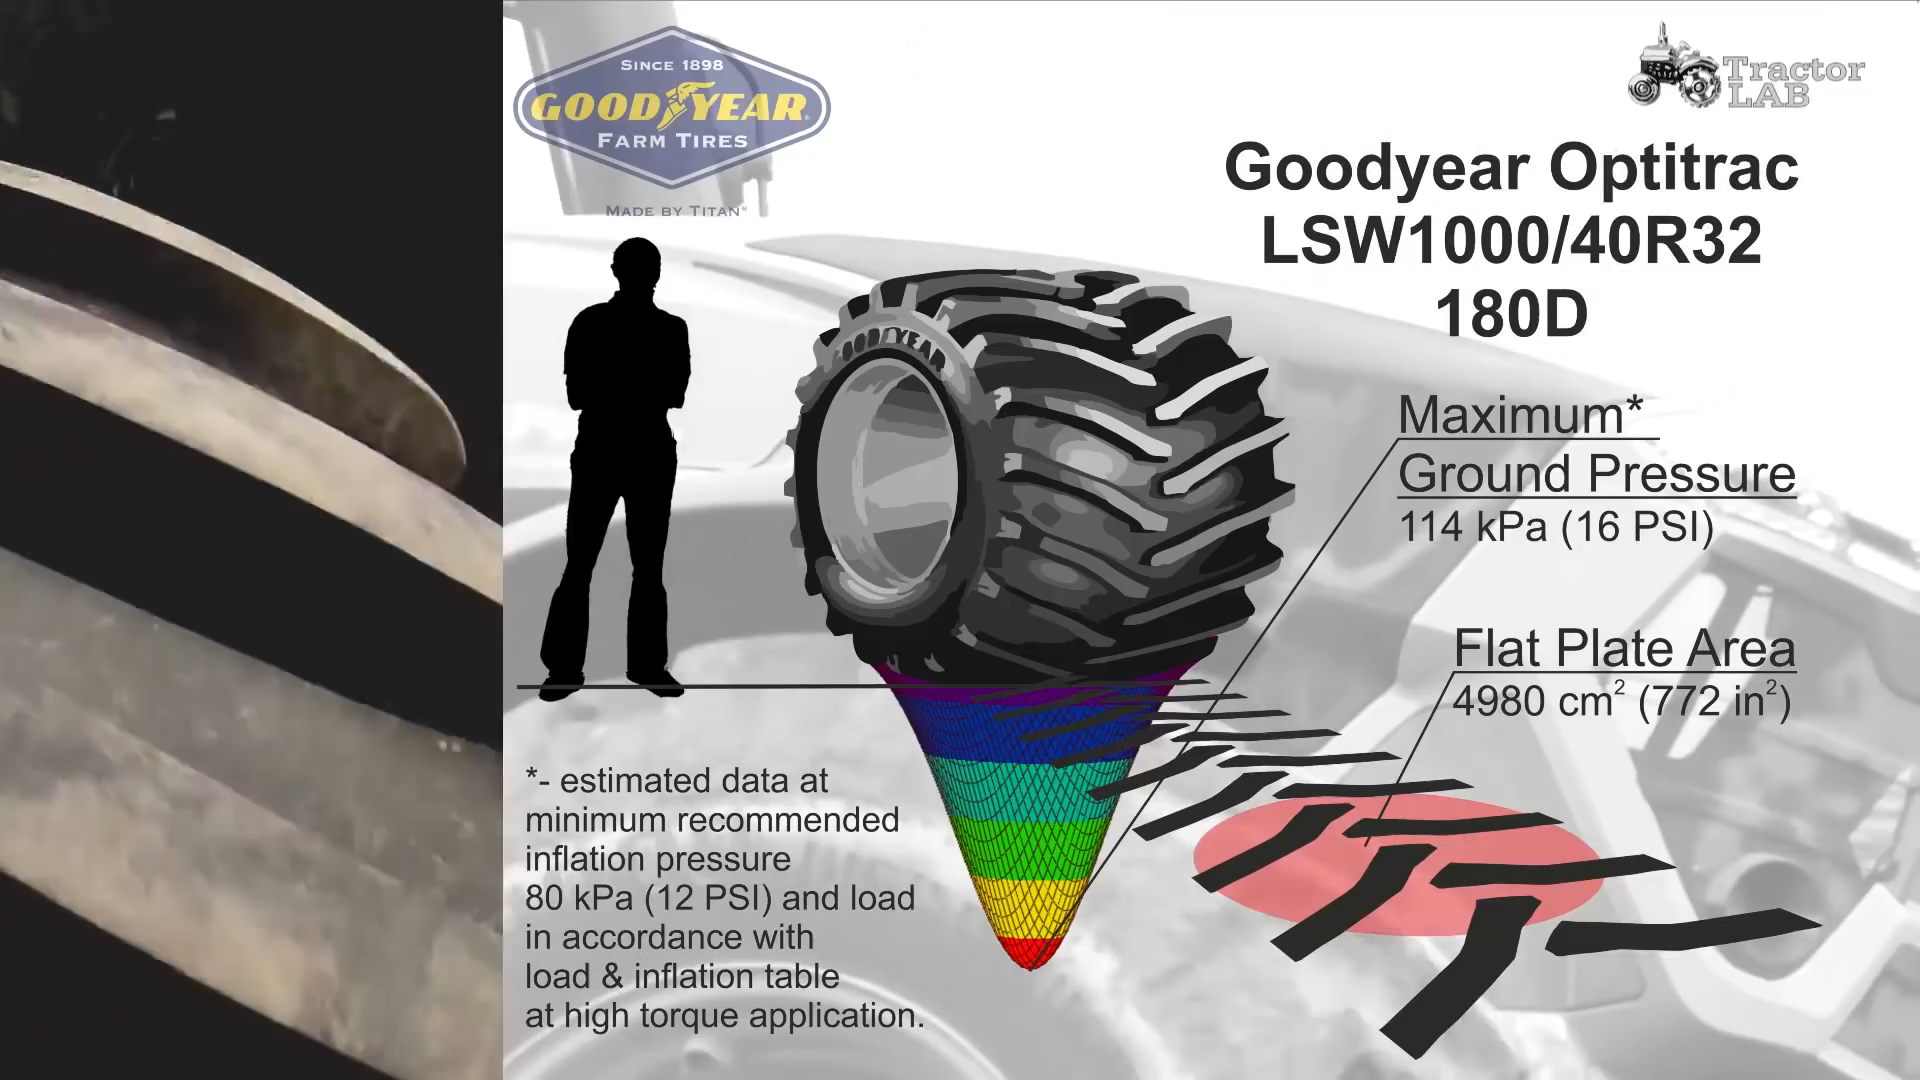 SINCE 1898
GOODYEAR
FARM TIRES
MADE BY TITAN®
Tractor
LAB
Goodyear Optitrac
LSW1000/40R32
180D
GOODYEAR
Maximum*
Ground Pressure
114 kPa (16 PSI)
Flat Plate Area
4980 cm² (772 in²)
*- estimated data at
minimum recommended
inflation pressure
80 kPa (12 PSI) and load
in accordance with
load & inflation table
at high torque application.